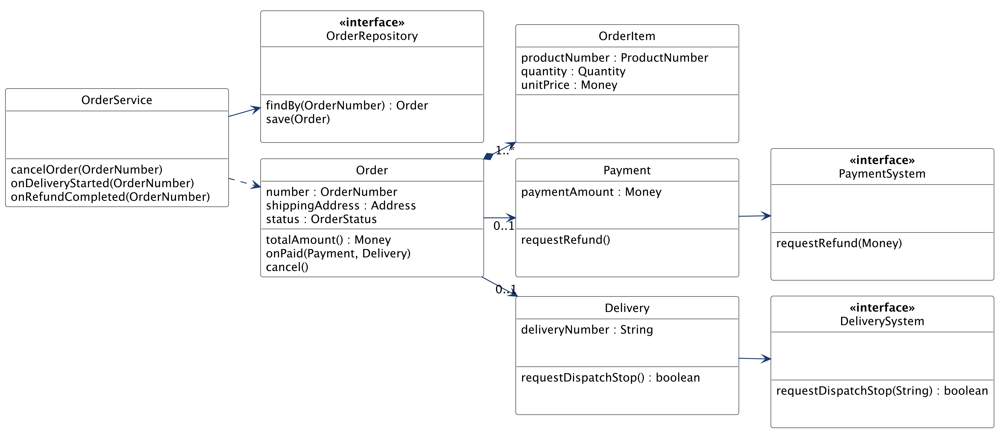 OrderService
cancelOrder(OrderNumber)
onDeliveryStarted(OrderNumber)
onRefundCompleted(OrderNumber)
«interface»
OrderRepository
findBy(OrderNumber) : Order
save(Order)
Order
number : OrderNumber
shippingAddress : Address
status : OrderStatus
totalAmount() : Money
onPaid(Payment, Delivery)
cancel()
1..*
0..1
0..1
OrderItem
productNumber : ProductNumber
quantity : Quantity
unitPrice : Money
Payment
paymentAmount : Money
requestRefund()
Delivery
deliveryNumber : String
requestDispatchStop() : boolean
«interface»
PaymentSystem
requestRefund(Money)
«interface»
DeliverySystem
requestDispatchStop(String) : boolean